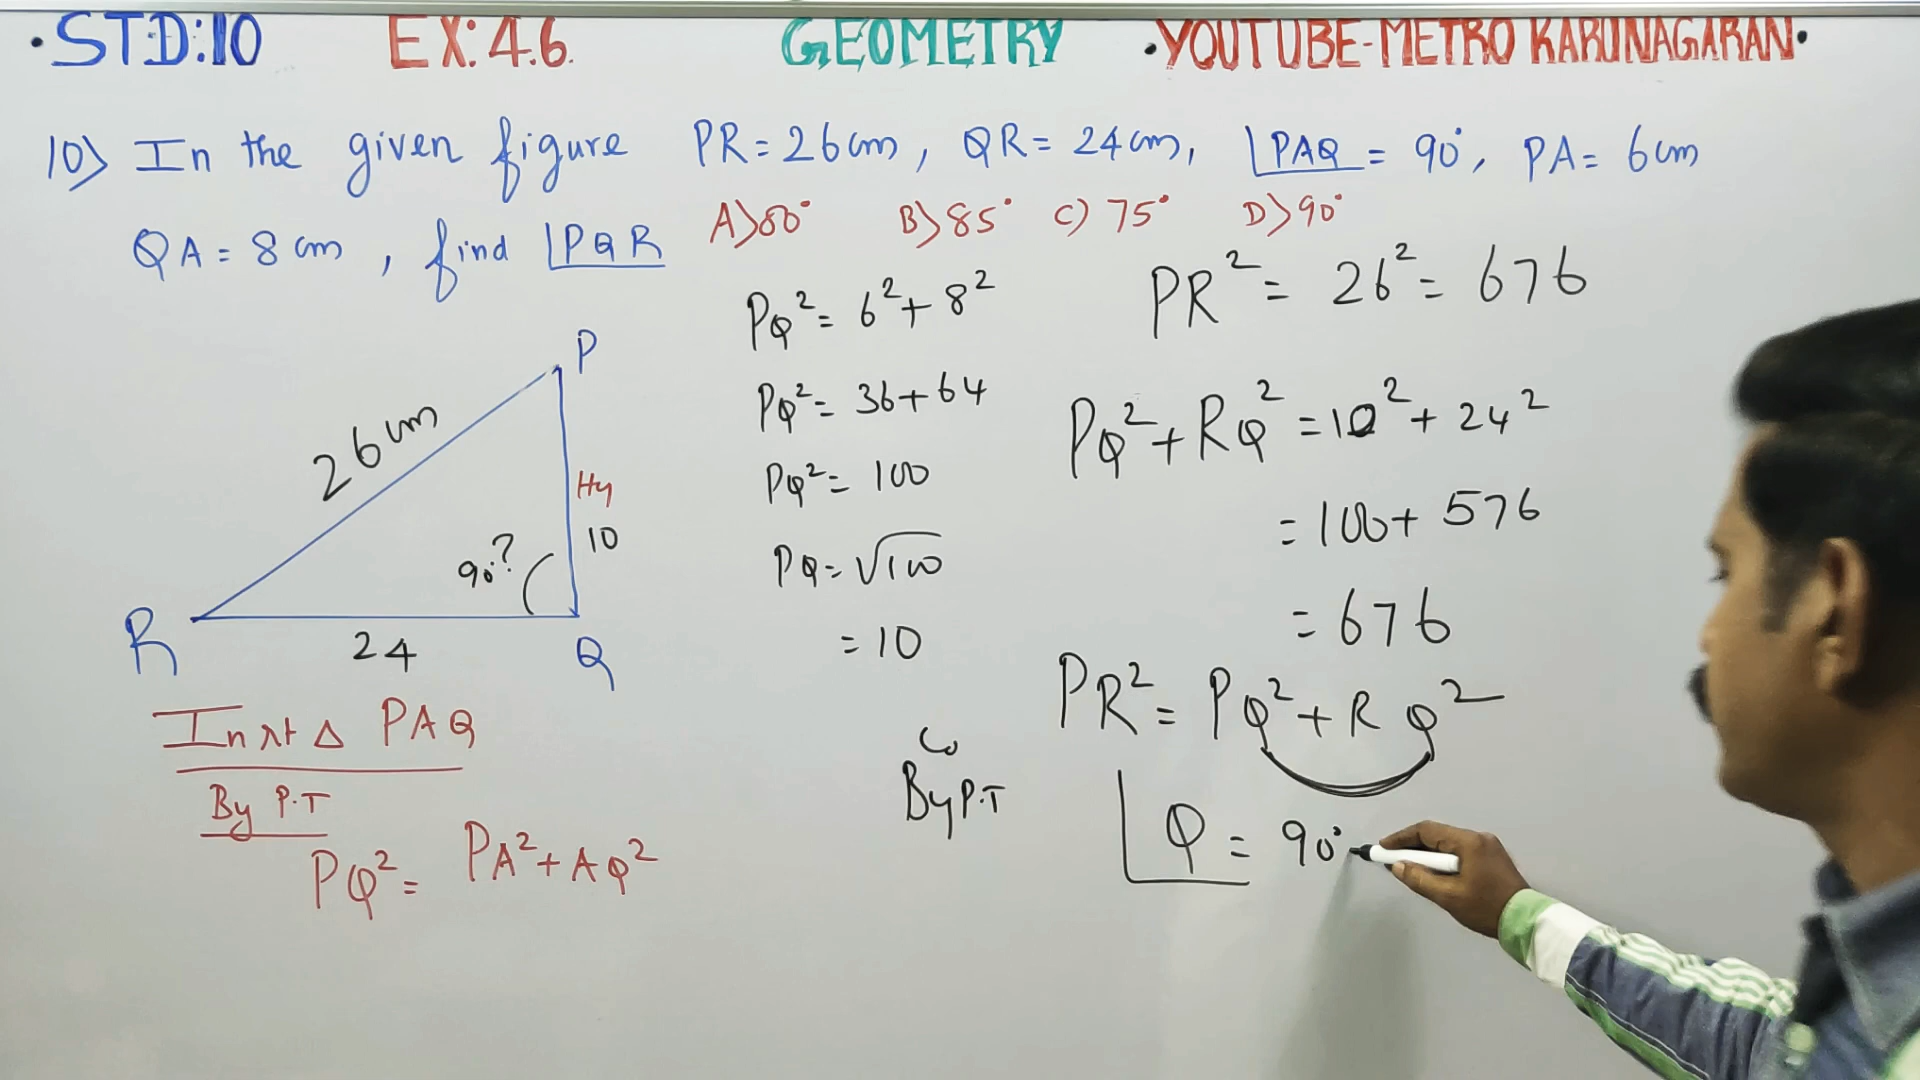 •STD:10 EX:4.6. GEOMETRY •YOUTUBE-METRO KARUNAGARAN•
10) In the given figure PR=26cm, QR=24cm, ∠PAQ = 90°, PA=6cm
QA=8cm, find ∠PQR A)80° B)85° C)75° D)90°
P
26cm
Hy
10
90°?
R
24
Q
In rt Δ PAQ
By P.T
PQ²= PA²+AQ²
PQ²=6²+8²
PQ²=36+64
PQ²=100
PQ=√100
=10
Co
By P.T
PR²=26²=676
PQ²+RQ²=10²+24²
=100+576
=676
PR²=PQ²+RQ²
∠Q=90°